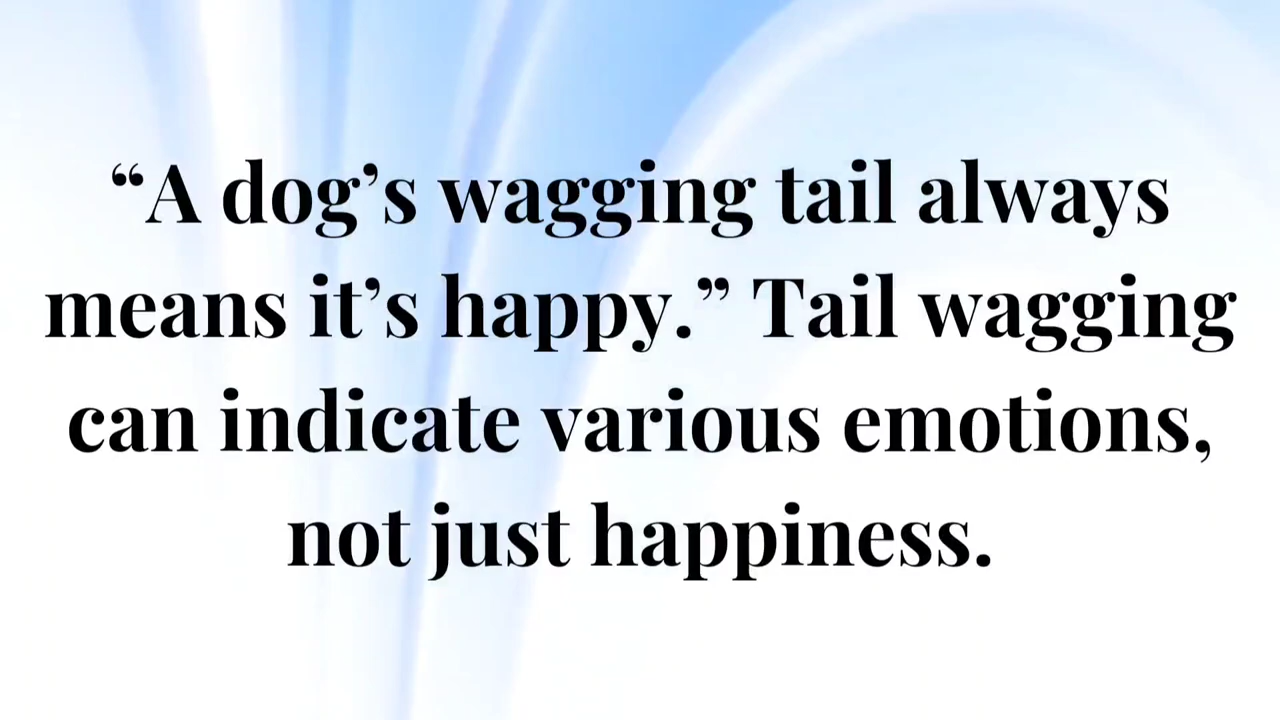 “A dog’s wagging tail always
means it’s happy.” Tail wagging
can indicate various emotions,
not just happiness.